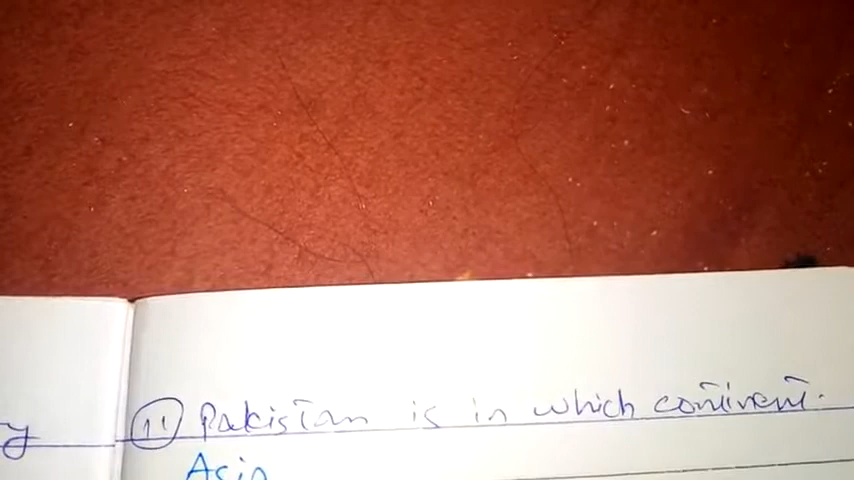 y (11) Pakistan is in which continent.
Asia